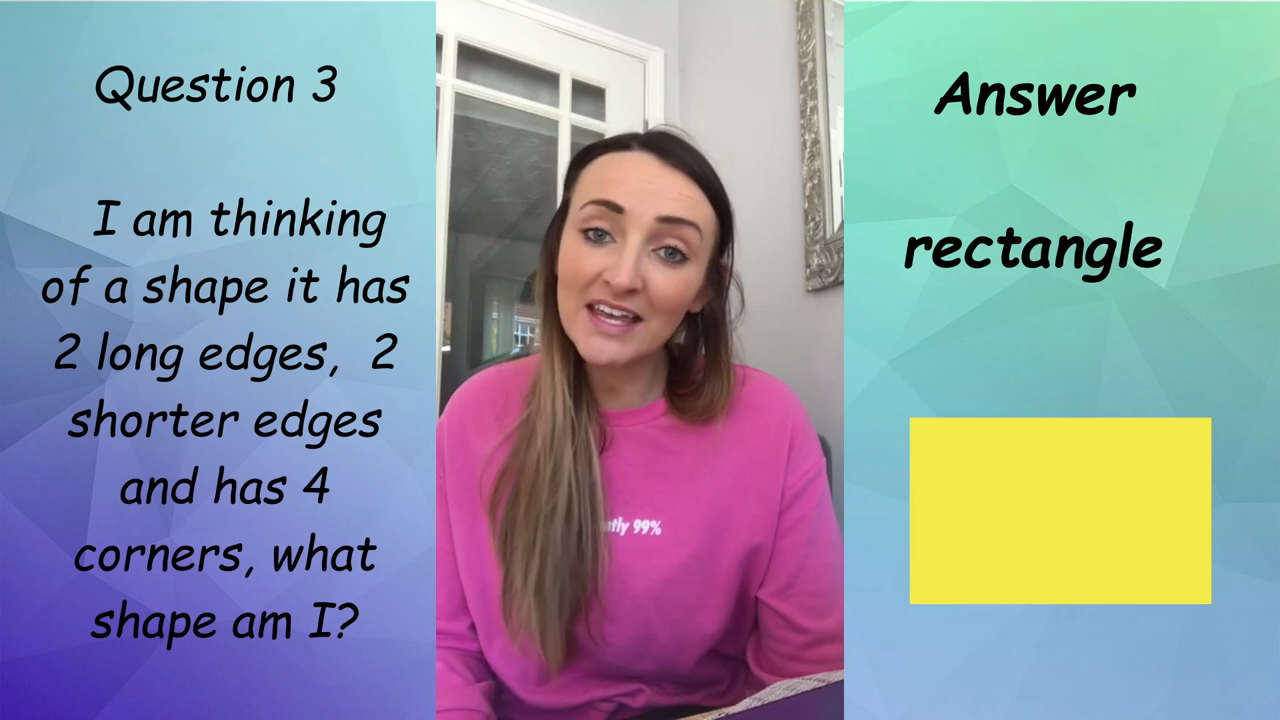 Question 3
I am thinking
of a shape it has
2 long edges, 2
shorter edges
and has 4
corners, what
shape am I?
99%
Answer
rectangle